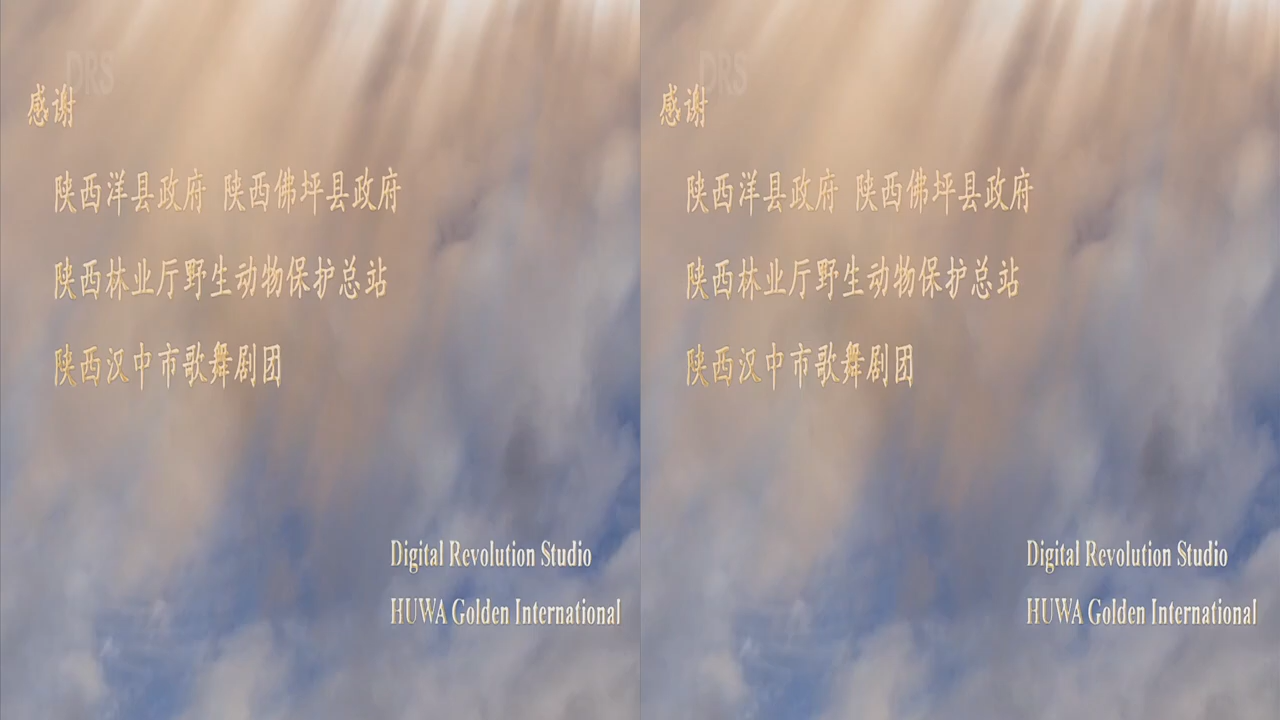 DRS DRS
感谢 感谢
陕西洋县政府 陕西佛坪县政府 陕西洋县政府 陕西佛坪县政府
陕西林业厅野生动物保护总站 陕西林业厅野生动物保护总站
陕西汉中市歌舞剧团 陕西汉中市歌舞剧团
Digital Revolution Studio Digital Revolution Studio
HUWA Golden International HUWA Golden International